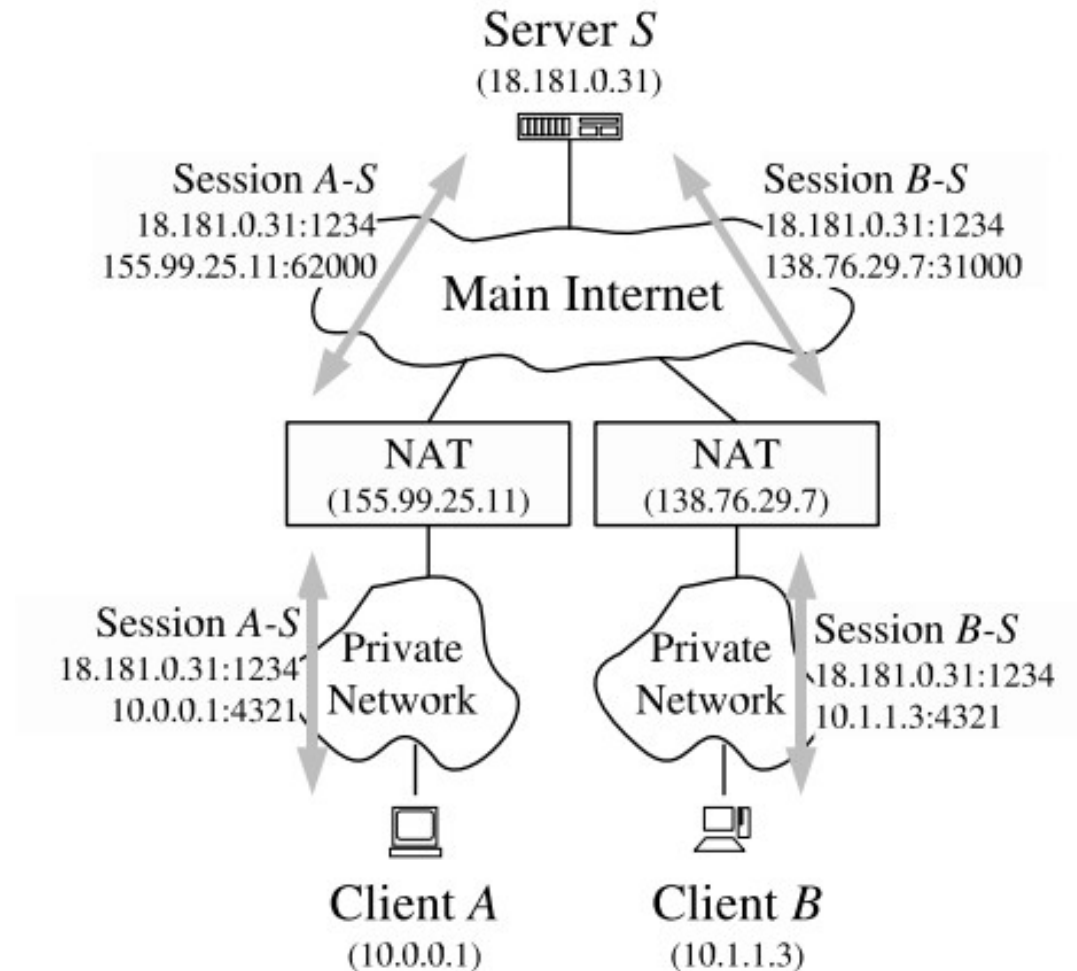 Server S
(18.181.0.31)
Session A-S
18.181.0.31:1234
155.99.25.11:62000
Session B-S
18.181.0.31:1234
138.76.29.7:31000
Main Internet
NAT
(155.99.25.11)
NAT
(138.76.29.7)
Session A-S
18.181.0.31:1234
10.0.0.1:4321
Private
Network
Private
Network
Session B-S
18.181.0.31:1234
10.1.1.3:4321
Client A
(10.0.0.1)
Client B
(10.1.1.3)